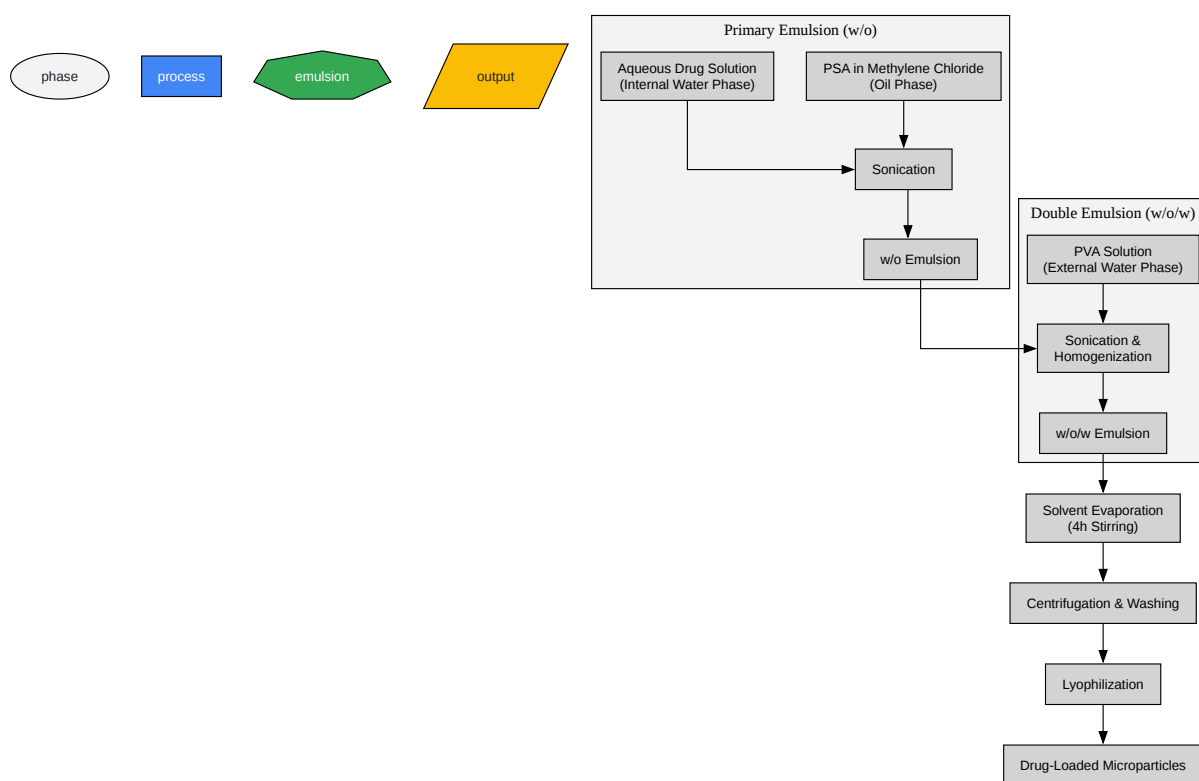 phase
process
emulsion
output
Primary Emulsion (w/o)
Aqueous Drug Solution
(Internal Water Phase)
PSA in Methylene Chloride
(Oil Phase)
Sonication
w/o Emulsion
Double Emulsion (w/o/w)
PVA Solution
(External Water Phase)
Sonication &
Homogenization
w/o/w Emulsion
Solvent Evaporation
(4h Stirring)
Centrifugation & Washing
Lyophilization
Drug-Loaded Microparticles